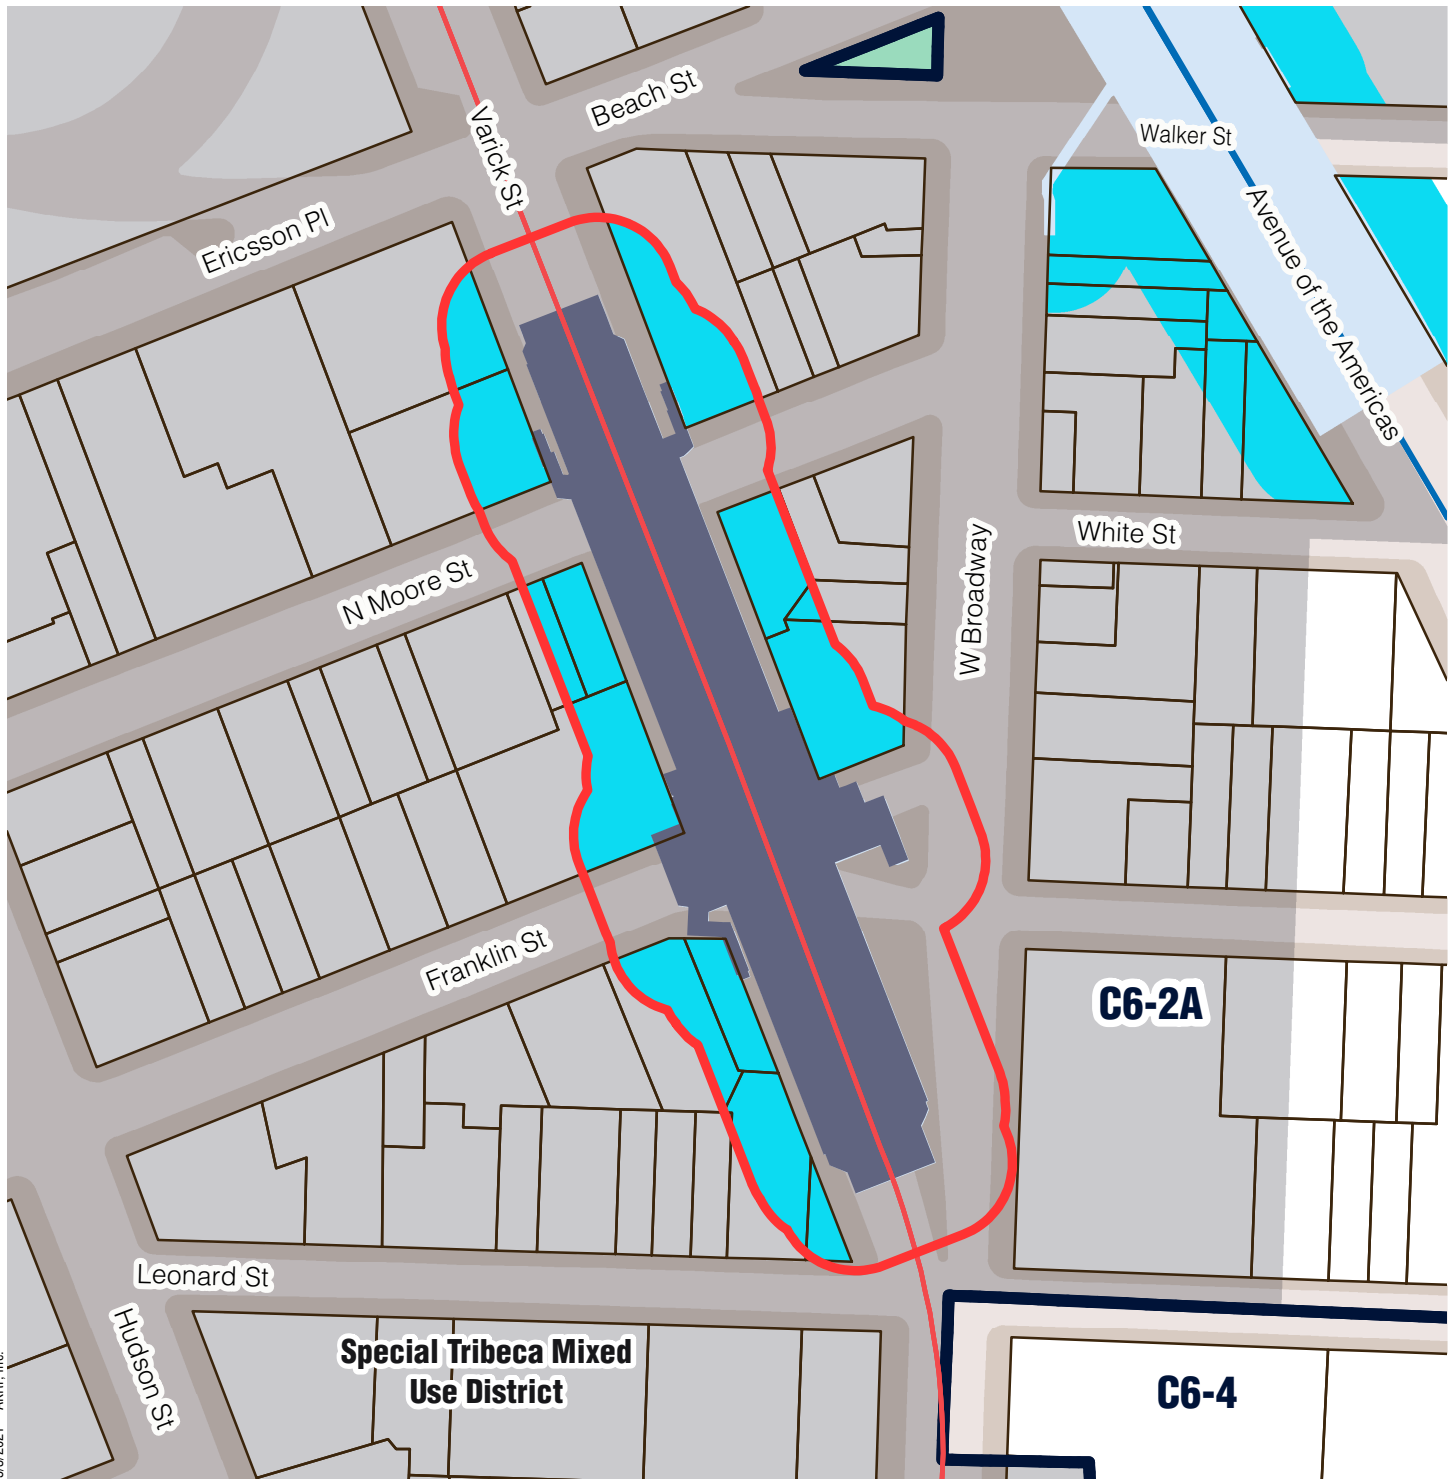 Beach St
Varick St
Walker St
Ericsson Pl
Avenue of the Americas
White St
N Moore St
W Broadway
Franklin St
C6-2A
Leonard St
Hudson St
Special Tribeca Mixed
Use District
C6-4